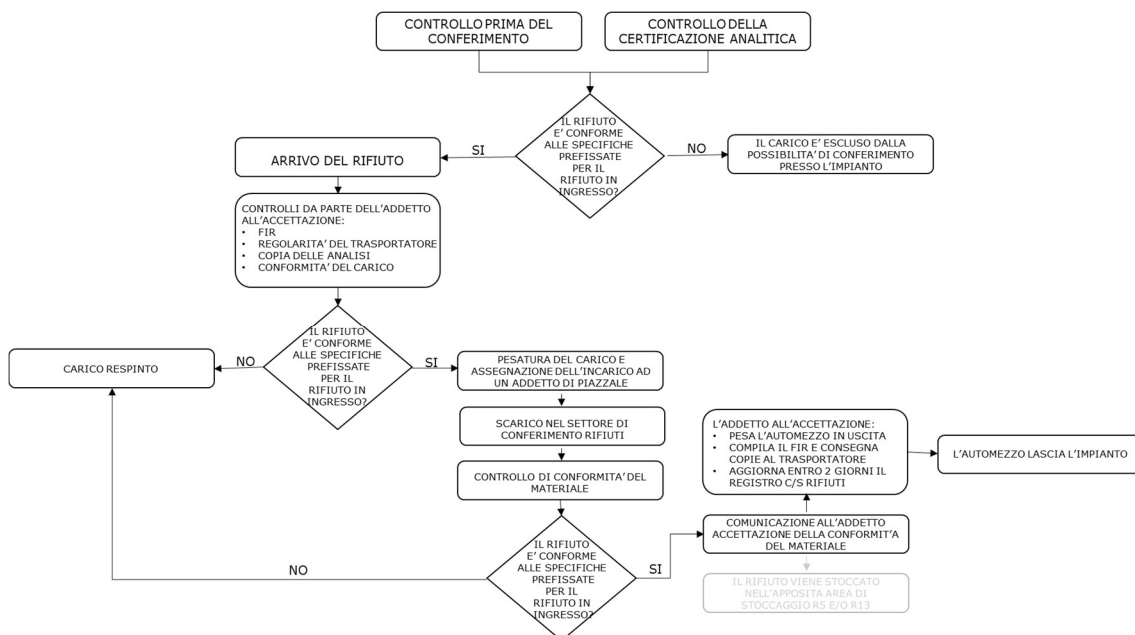 CONTROLLO PRIMA DEL
CONFERIMENTO
CONTROLLO DELLA
CERTIFICAZIONE ANALITICA
IL RIFIUTO
E' CONFORME
ALLE SPECIFICHE
PREFISSATE
PER IL
RIFIUTO IN
INGRESSO?
SI
NO
ARRIVO DEL RIFIUTO
IL CARICO E' ESCLUSO DALLA
POSSIBILITA' DI CONFERIMENTO
PRESSO L'IMPIANTO
CONTROLLI DA PARTE DELL'ADDETTO
ALL'ACCETTAZIONE:
• FIR
• REGOLARITA' DEL TRASPORTATORE
• COPIA DELLE ANALISI
• CONFORMITA' DEL CARICO
IL RIFIUTO
E' CONFORME
ALLE SPECIFICHE
PREFISSATE
PER IL
RIFIUTO IN
INGRESSO?
NO
SI
CARICO RESPINTO
PESATURA DEL CARICO E
ASSEGNAZIONE DELL'INCARICO AD
UN ADDETTO DI PIAZZALE
SCARICO NEL SETTORE DI
CONFERIMENTO RIFIUTI
CONTROLLO DI CONFORMITA' DEL
MATERIALE
L'ADDETTO ALL'ACCETTAZIONE:
• PESA L'AUTOMEZZO IN USCITA
• COMPILA IL FIR E CONSEGNA
COPIE AL TRASPORTATORE
• AGGIORNA ENTRO 2 GIORNI IL
REGISTRO C/S RIFIUTI
L'AUTOMEZZO LASCIA L'IMPIANTO
IL RIFIUTO
E' CONFORME
ALLE SPECIFICHE
PREFISSATE
PER IL
RIFIUTO IN
INGRESSO?
NO
SI
COMUNICAZIONE ALL'ADDETTO
ACCETTAZIONE DELLA CONFORMIT'A
DEL MATERIALE
IL RIFIUTO VIENE STOCCATO
NELL'APPOSITA AREA DI
STOCCAGGIO R5 E/O R13